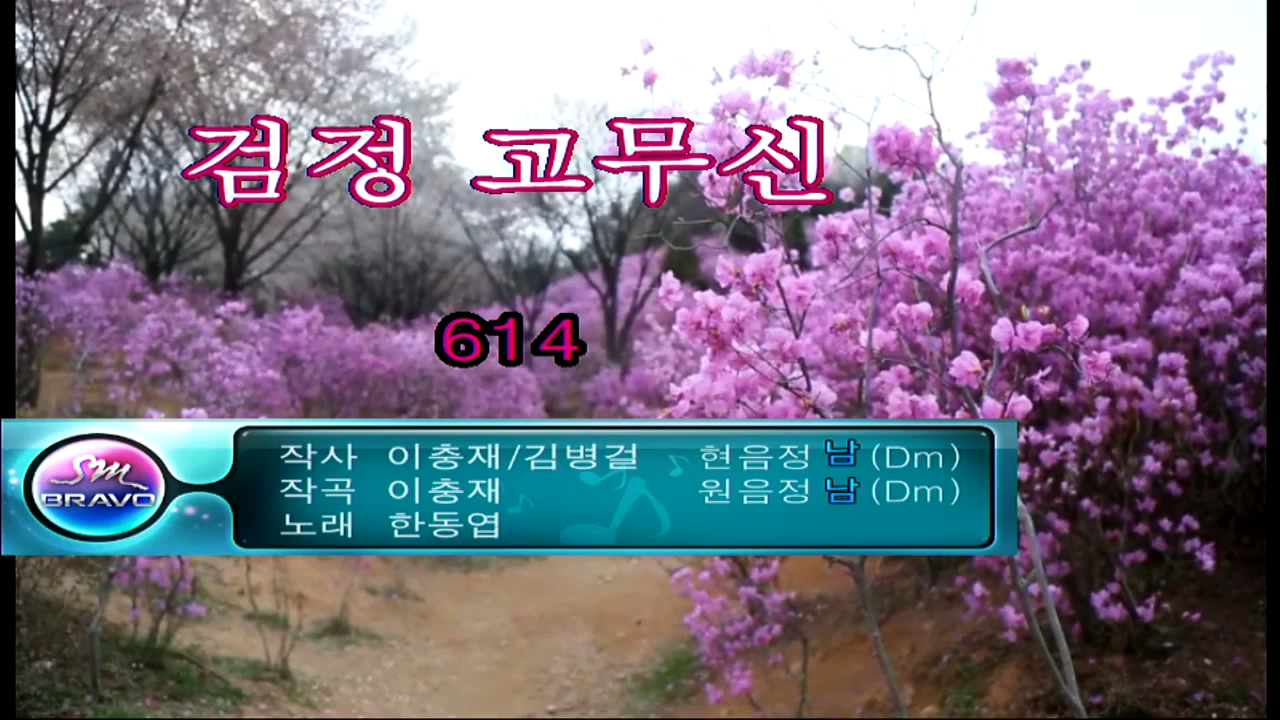 검정 교무신
614
SM
BRAVO
작사 이충재/김병걸 현음정 남 (Dm)
작곡 이충재 원음정 남 (Dm)
노래 한동엽